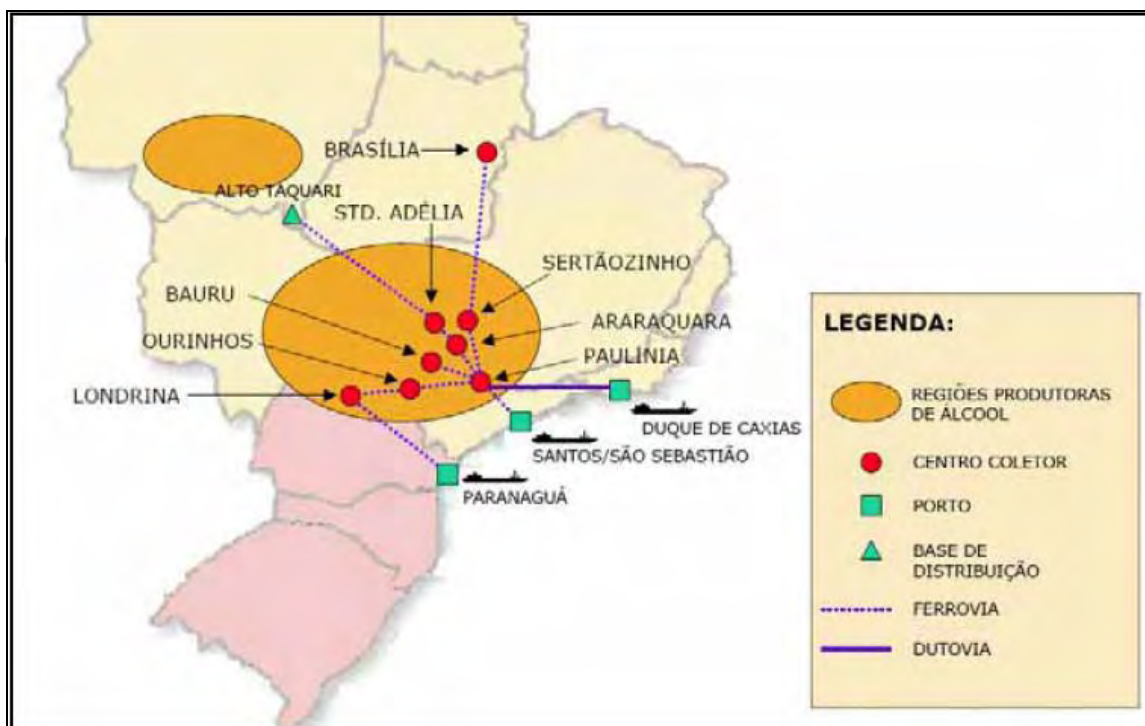 BRASÍLIA
ALTO TAQUARI
STD. ADÉLIA
SERTÃOZINHO
BAURU
ARARAQUARA
OURINHOS
PAULÍNIA
LONDRINA
DUQUE DE CAXIAS
SANTOS/SÃO SEBASTIÃO
PARANAGUÁ
LEGENDA:
REGIÕES PRODUTORAS
DE ÁLCOOL
CENTRO COLETOR
PORTO
BASE DE
DISTRIBUIÇÃO
FERROVIA
DUTOVIA